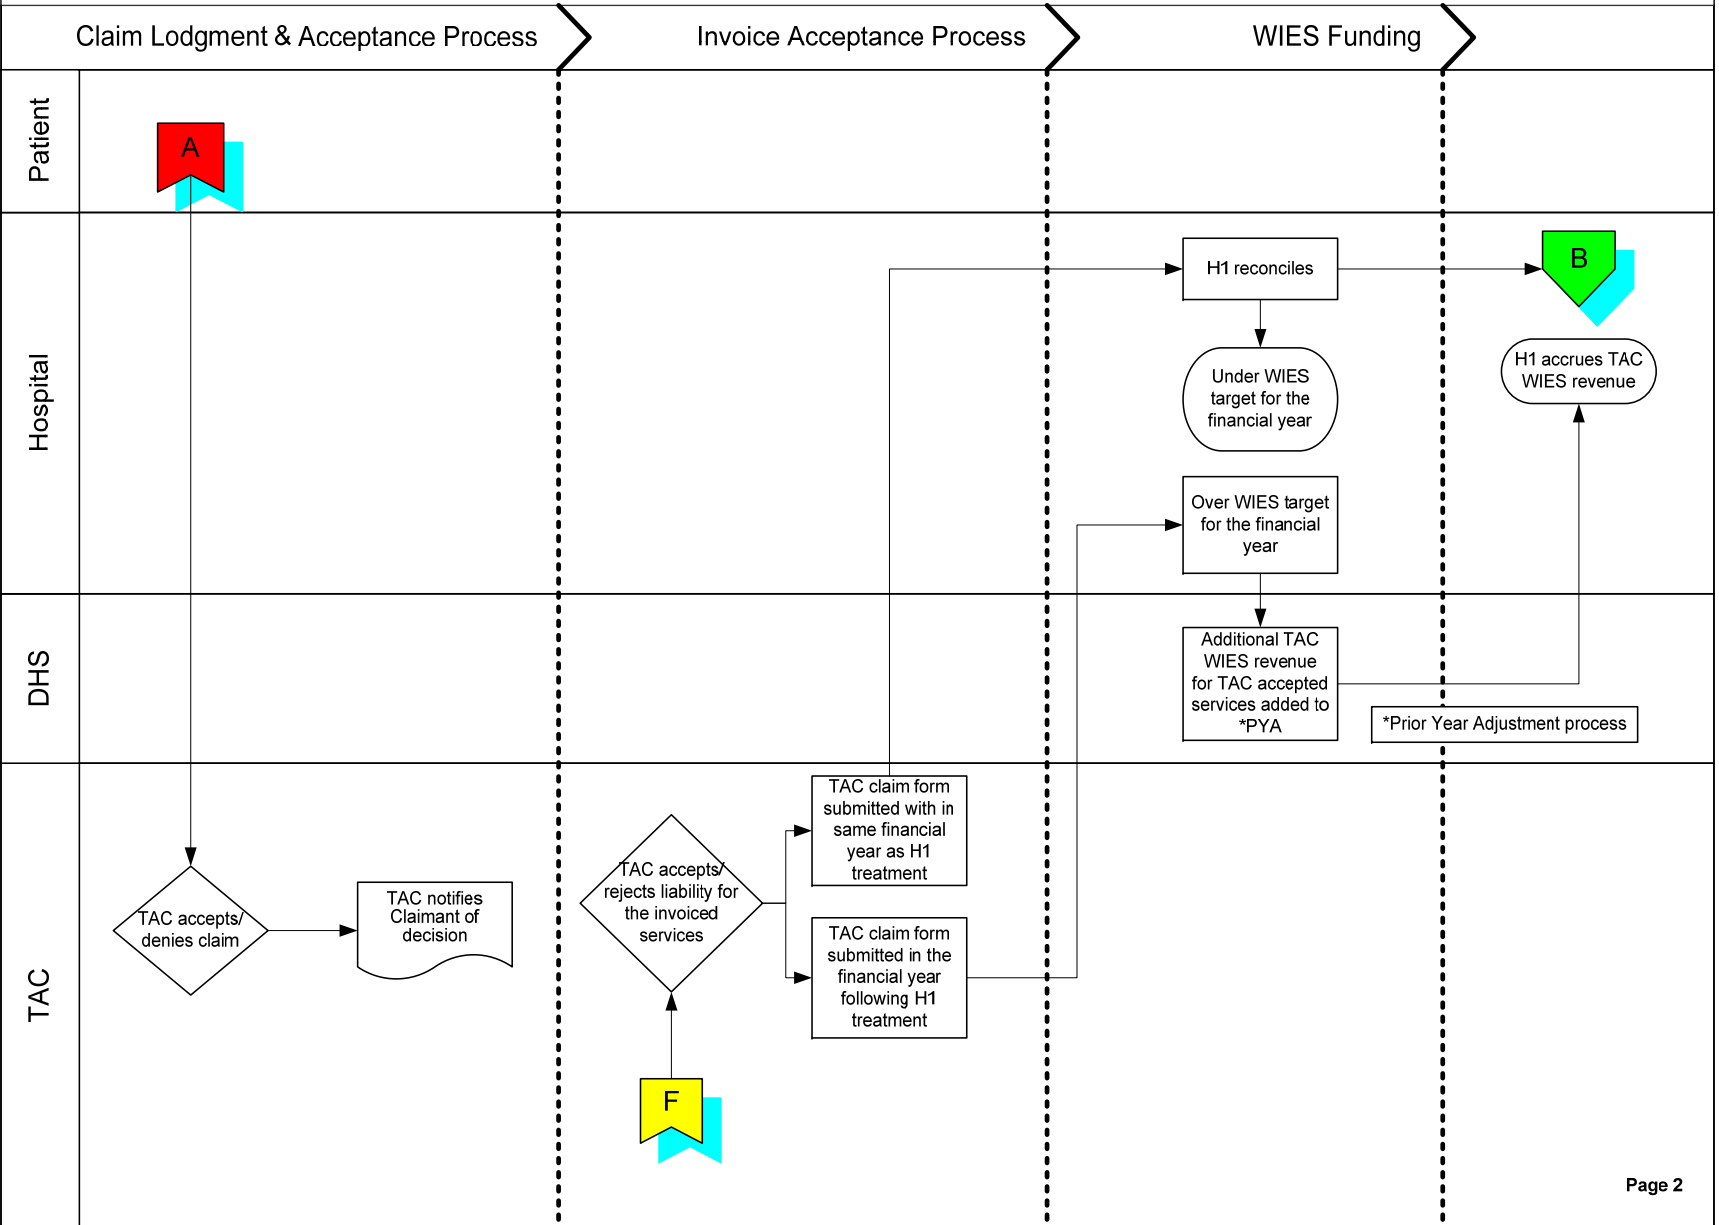 Claim Lodgment & Acceptance Process
Invoice Acceptance Process
WIES Funding
Patient
A
Hospital
H1 reconciles
B
Under WIES
target for the
financial year
H1 accrues TAC
WIES revenue
Over WIES target
for the financial
year
DHS
Additional TAC
WIES revenue
for TAC accepted
services added to
*PYA
*Prior Year Adjustment process
TAC
TAC accepts/
denies claim
TAC notifies
Claimant of
decision
TAC accepts/
rejects liability for
the invoiced
services
TAC claim form
submitted with in
same financial
year as H1
treatment
TAC claim form
submitted in the
financial year
following H1
treatment
F
Page 2